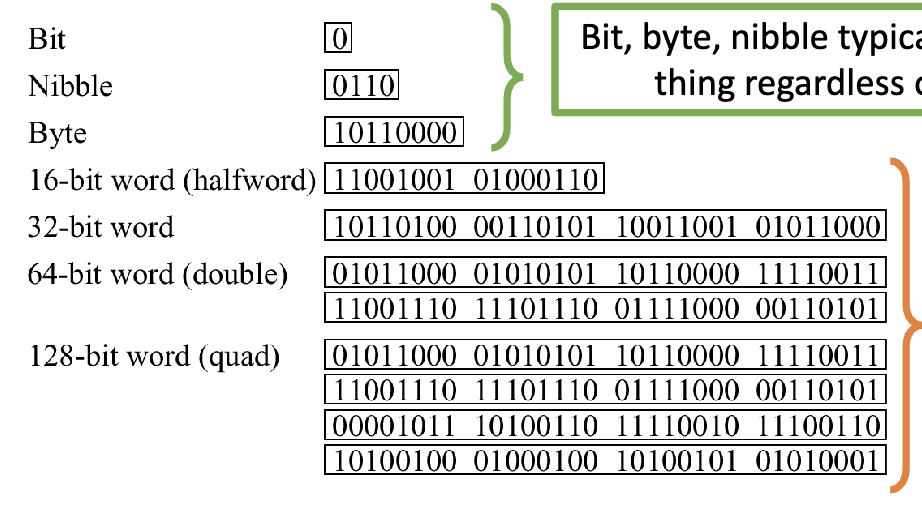 Bit 0
Bit, byte, nibble typica
thing regardless
Nibble 0110
Byte 10110000
16-bit word (halfword) 11001001 01000110
32-bit word 10110100 00110101 10011001 01011000
64-bit word (double) 01011000 01010101 10110000 11110011
11001110 11101110 01111000 00110101
128-bit word (quad) 01011000 01010101 10110000 11110011
11001110 11101110 01111000 00110101
00001011 10100110 11110010 11100110
10100100 01000100 10100101 01010001